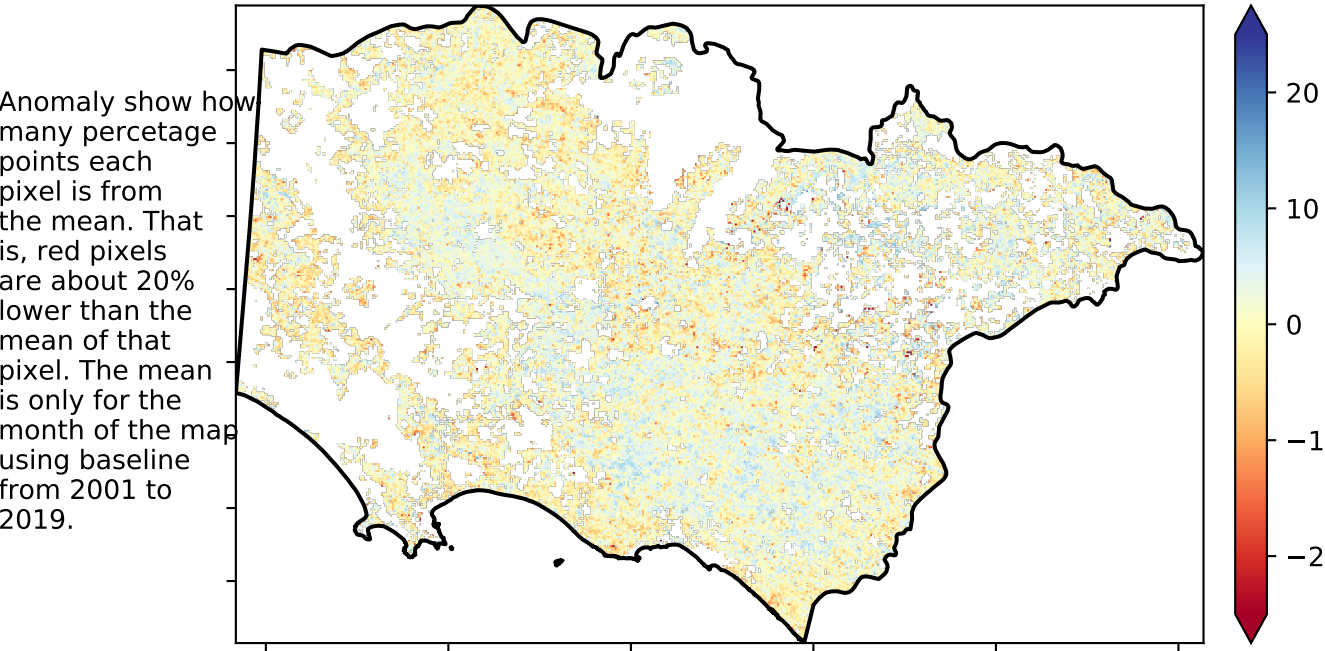 Anomaly show how
many percetage
points each
pixel is from
the mean. That
is, red pixels
are about 20%
lower than the
mean of that
pixel. The mean
is only for the
month of the map
using baseline
from 2001 to
2019.
20
10
0
−1
−2